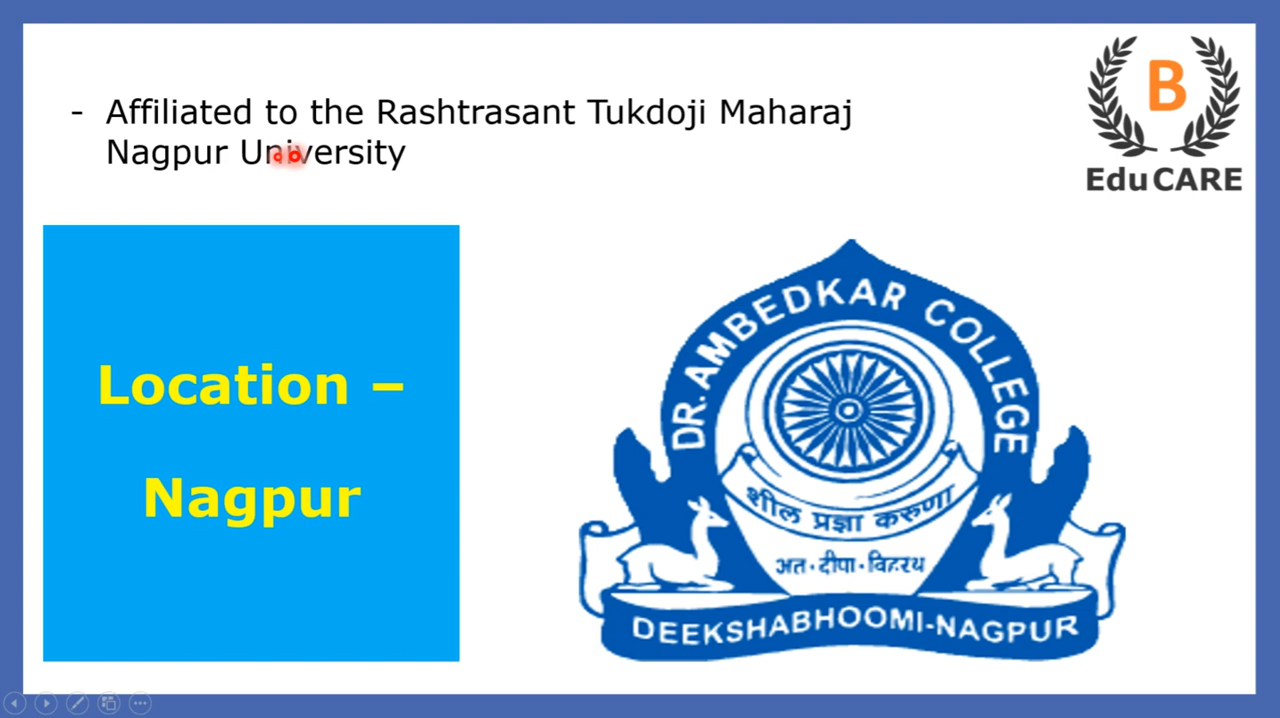 - Affiliated to the Rashtrasant Tukdoji Maharaj
Nagpur University
B
EduCARE
Location –
Nagpur
DR. AMBEDKAR COLLEGE
शील प्रज्ञा करुणा
अत · दीपा · विहरथ
DEEKSHABHOOMI-NAGPUR